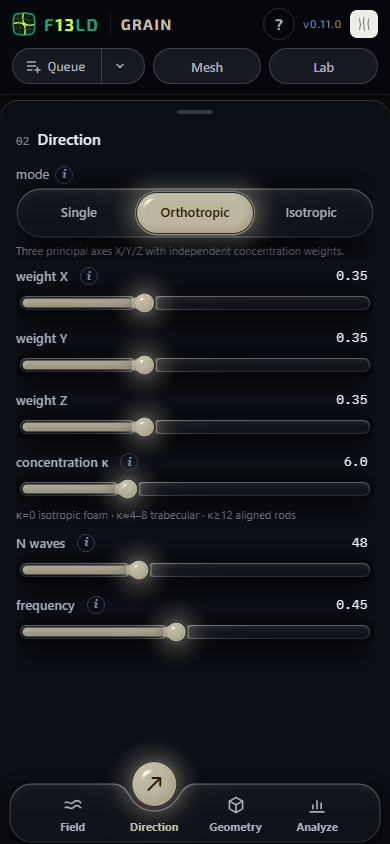 F13LD GRAIN ? v0.11.0
Queue Mesh Lab
02 Direction
mode i
Single Orthotropic Isotropic
Three principal axes X/Y/Z with independent concentration weights.
weight X i 0.35
weight Y 0.35
weight Z 0.35
concentration κ i 6.0
κ=0 isotropic foam · κ≈4–8 trabecular · κ≥12 aligned rods
N waves i 48
frequency i 0.45
Field Direction Geometry Analyze